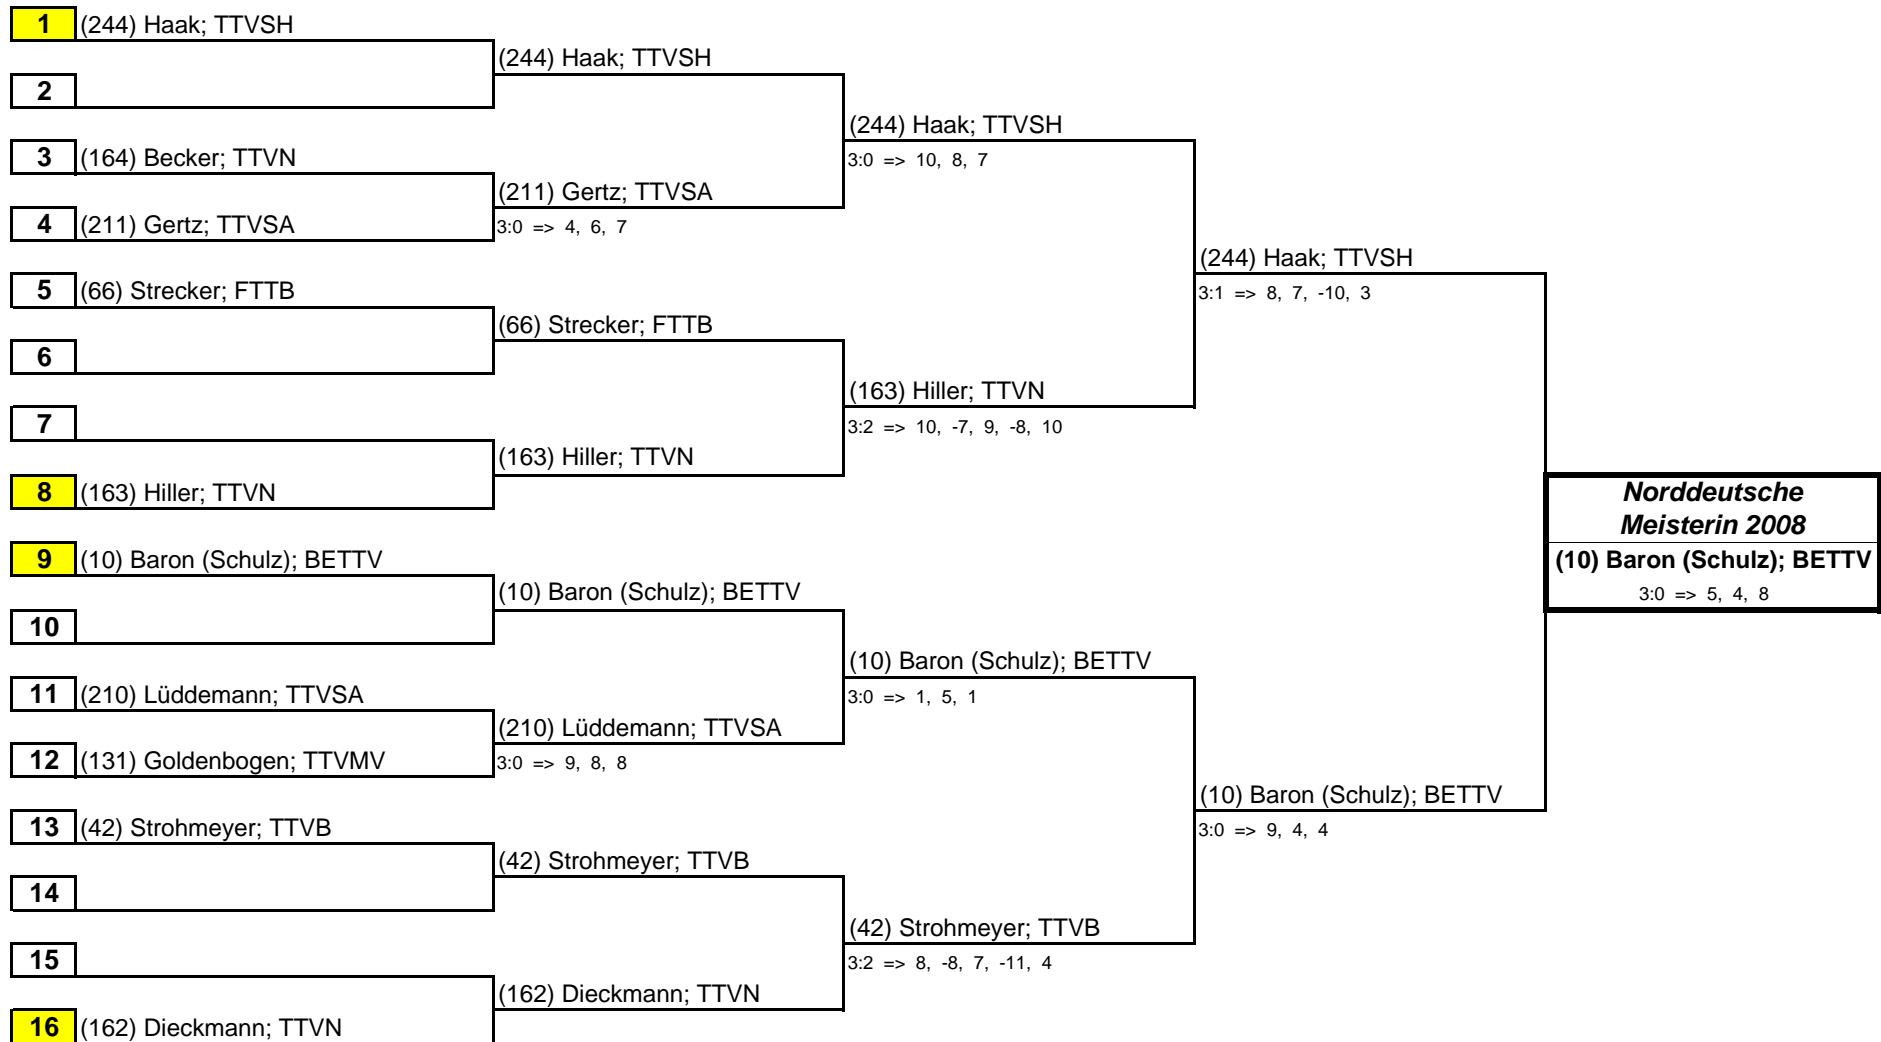 1 (244) Haak; TTVSH
(244) Haak; TTVSH
2
(244) Haak; TTVSH
3 (164) Becker; TTVN
3:0 => 10, 8, 7
(211) Gertz; TTVSA
4 (211) Gertz; TTVSA
3:0 => 4, 6, 7
(244) Haak; TTVSH
5 (66) Strecker; FTTB
3:1 => 8, 7, -10, 3
(66) Strecker; FTTB
6
(163) Hiller; TTVN
7
3:2 => 10, -7, 9, -8, 10
(163) Hiller; TTVN
8 (163) Hiller; TTVN
Norddeutsche
Meisterin 2008
9 (10) Baron (Schulz); BETTV
(10) Baron (Schulz); BETTV
(10) Baron (Schulz); BETTV
3:0 => 5, 4, 8
10
(10) Baron (Schulz); BETTV
11 (210) Lüddemann; TTVSA
3:0 => 1, 5, 1
(210) Lüddemann; TTVSA
12 (131) Goldenbogen; TTVMV
3:0 => 9, 8, 8
(10) Baron (Schulz); BETTV
13 (42) Strohmeyer; TTVB
3:0 => 9, 4, 4
(42) Strohmeyer; TTVB
14
(42) Strohmeyer; TTVB
15
3:2 => 8, -8, 7, -11, 4
(162) Dieckmann; TTVN
16 (162) Dieckmann; TTVN